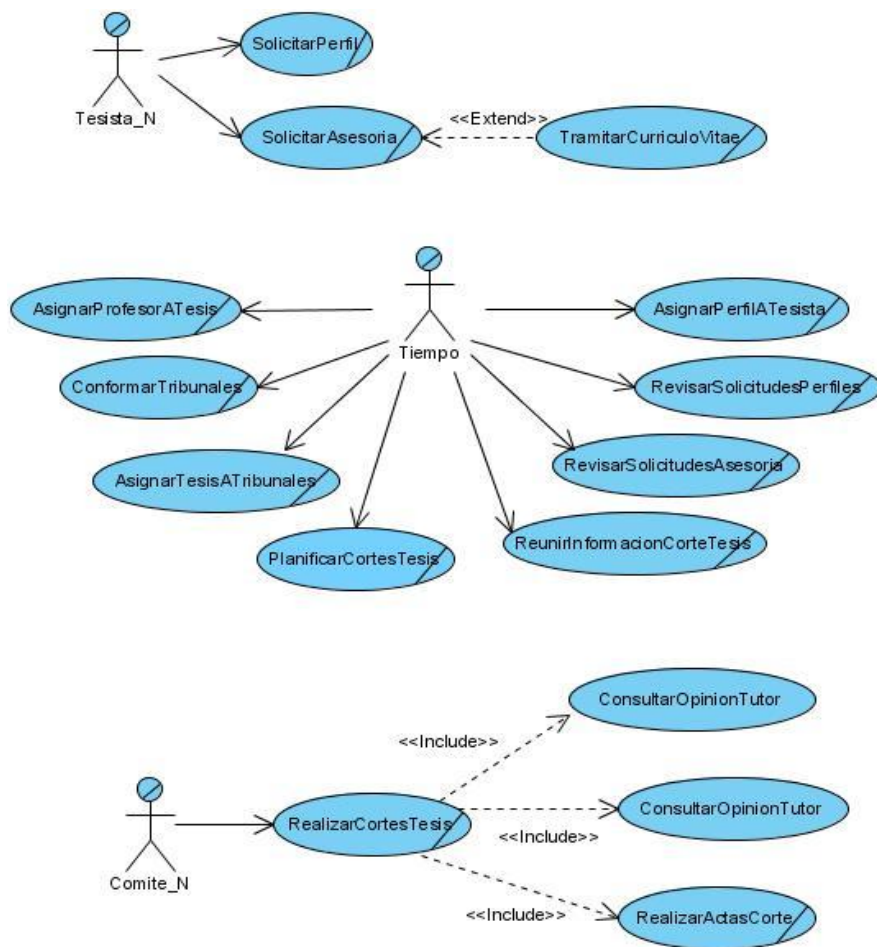 SolicitarPerfil
Tesista_N
<<Extend>>
SolicitarAsesoria
TramitarCurriculoVitae
AsignarProfesorATesis
AsignarPerfilATesista
Tiempo
ConformarTribunales
RevisarSolicitudesPerfiles
RevisarSolicitudesAsesoria
AsignarTesisATribunales
ReunirInformacionCorteTesis
PlanificarCortesTesis
ConsultarOpinionTutor
<<Include>>
ConsultarOpinionTutor
RealizarCortesTesis
<<Include>>
Comite_N
<<Include>>
RealizarActasCorte